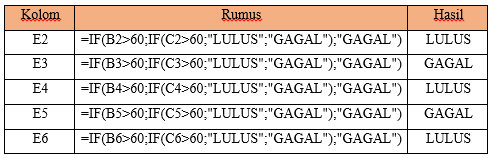 Kolom Rumus Hasil
E2 =IF(B2>60;IF(C2>60;"LULUS";"GAGAL");"GAGAL") LULUS
E3 =IF(B3>60;IF(C3>60;"LULUS";"GAGAL");"GAGAL") GAGAL
E4 =IF(B4>60;IF(C4>60;"LULUS";"GAGAL");"GAGAL") LULUS
E5 =IF(B5>60;IF(C5>60;"LULUS";"GAGAL");"GAGAL") GAGAL
E6 =IF(B6>60;IF(C6>60;"LULUS";"GAGAL");"GAGAL") LULUS